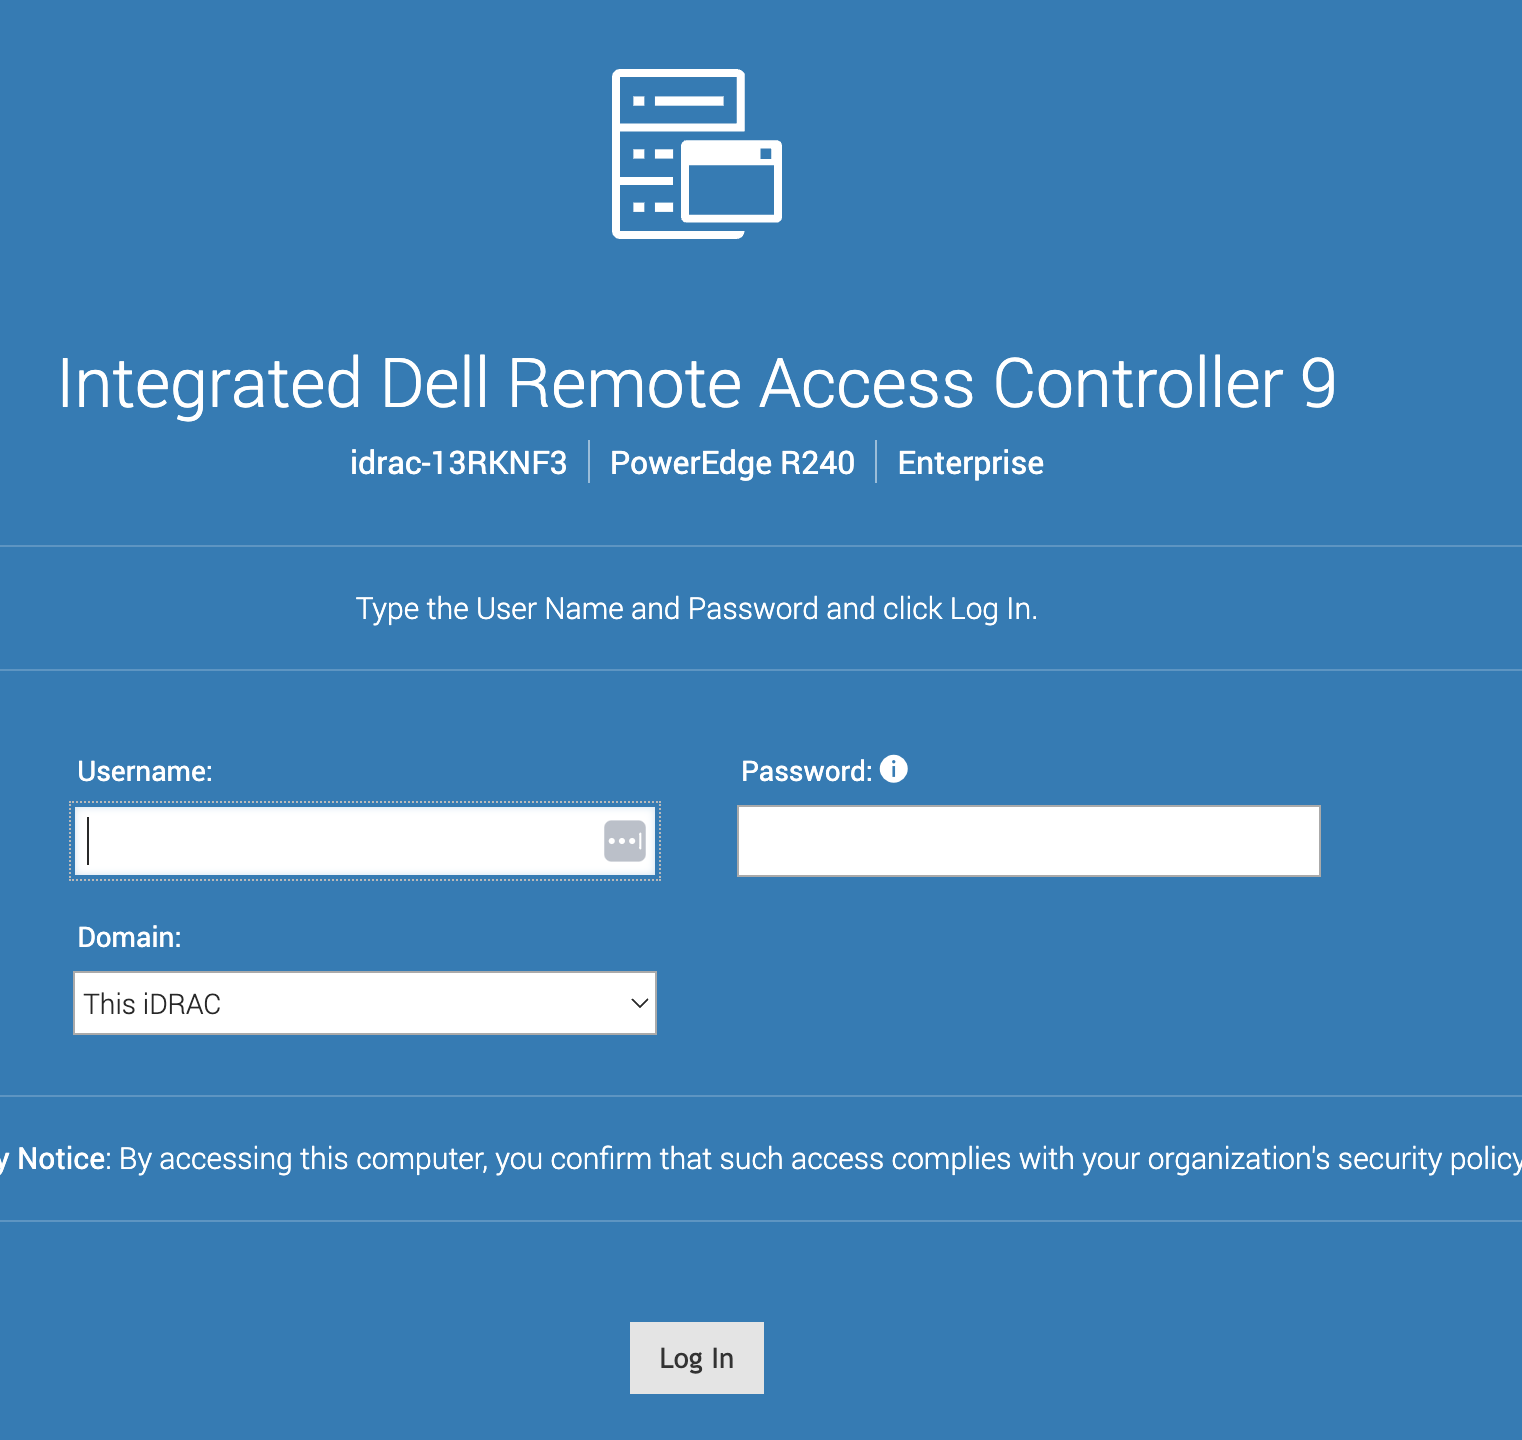 Integrated Dell Remote Access Controller 9
idrac-13RKNF3 | PowerEdge R240 | Enterprise
Type the User Name and Password and click Log In.
Username:
Password:
Domain:
This iDRAC
y Notice: By accessing this computer, you confirm that such access complies with your organization's security policy
Log In